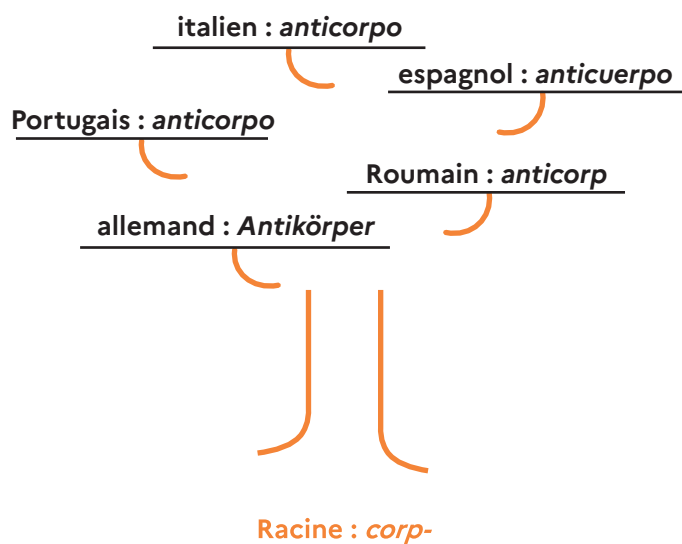 italien : anticorpo
espagnol : anticuerpo
Portugais : anticorpo
Roumain : anticorp
allemand : Antikörper
Racine : corp-